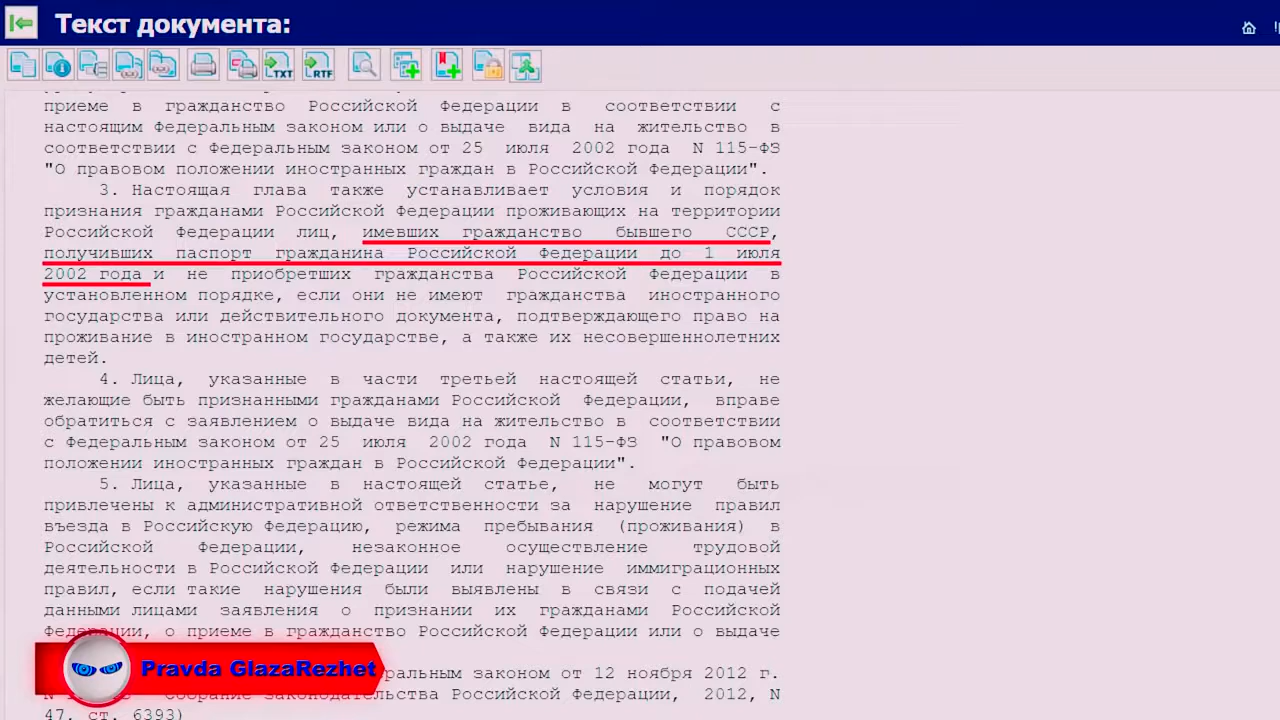 Текст документа:
TXT
RTF
приеме в гражданство Российской Федерации в соответствии с
настоящим Федеральным законом или о выдаче вида на жительство в
соответствии с Федеральным законом от 25 июля 2002 года N 115-ФЗ
"О правовом положении иностранных граждан в Российской Федерации".
3. Настоящая глава также устанавливает условия и порядок
признания гражданами Российской Федерации проживающих на территории
Российской Федерации лиц, имевших гражданство бывшего СССР,
получивших паспорт гражданина Российской Федерации до 1 июля
2002 года и не приобретших гражданства Российской Федерации в
установленном порядке, если они не имеют гражданства иностранного
государства или действительного документа, подтверждающего право на
проживание в иностранном государстве, а также их несовершеннолетних
детей.
4. Лица, указанные в части третьей настоящей статьи, не
желающие быть признанными гражданами Российской Федерации, вправе
обратиться с заявлением о выдаче вида на жительство в соответствии
с Федеральным законом от 25 июля 2002 года N 115-ФЗ "О правовом
положении иностранных граждан в Российской Федерации".
5. Лица, указанные в настоящей статье, не могут быть
привлечены к административной ответственности за нарушение правил
въезда в Российскую Федерацию, режима пребывания (проживания) в
Российской Федерации, незаконное осуществление трудовой
деятельности в Российской Федерации или нарушение иммиграционных
правил, если такие нарушения были выявлены в связи с подачей
данными лицами заявления о признании их гражданами Российской
Федерации, о приеме в гражданство Российской Федерации или о выдаче
Pravda GlazaRezhet
еральным законом от 12 ноября 2012 г.
Собрание законодательства Российской Федерации, 2012, N
47, ст. 6393)